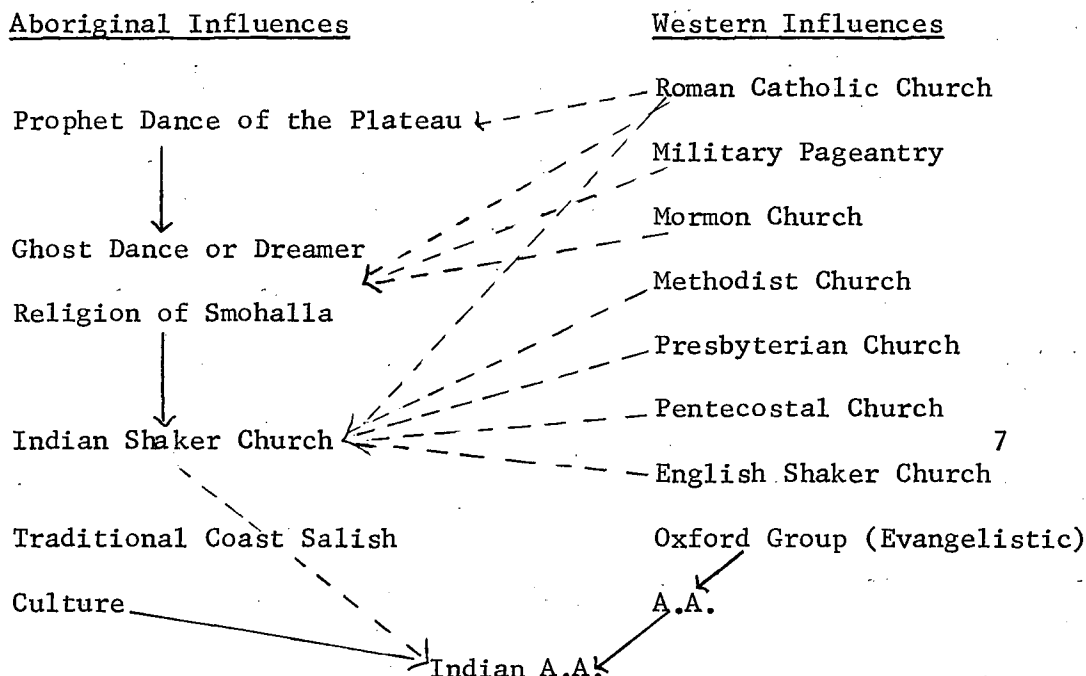 Aboriginal Influences
Western Influences
Roman Catholic Church
Prophet Dance of the Plateau
Military Pageantry
Mormon Church
Ghost Dance or Dreamer
Methodist Church
Religion of Smohalla
Presbyterian Church
Pentecostal Church
Indian Shaker Church
7
English Shaker Church
Traditional Coast Salish
Oxford Group (Evangelistic)
Culture
A.A.
Indian A.A.